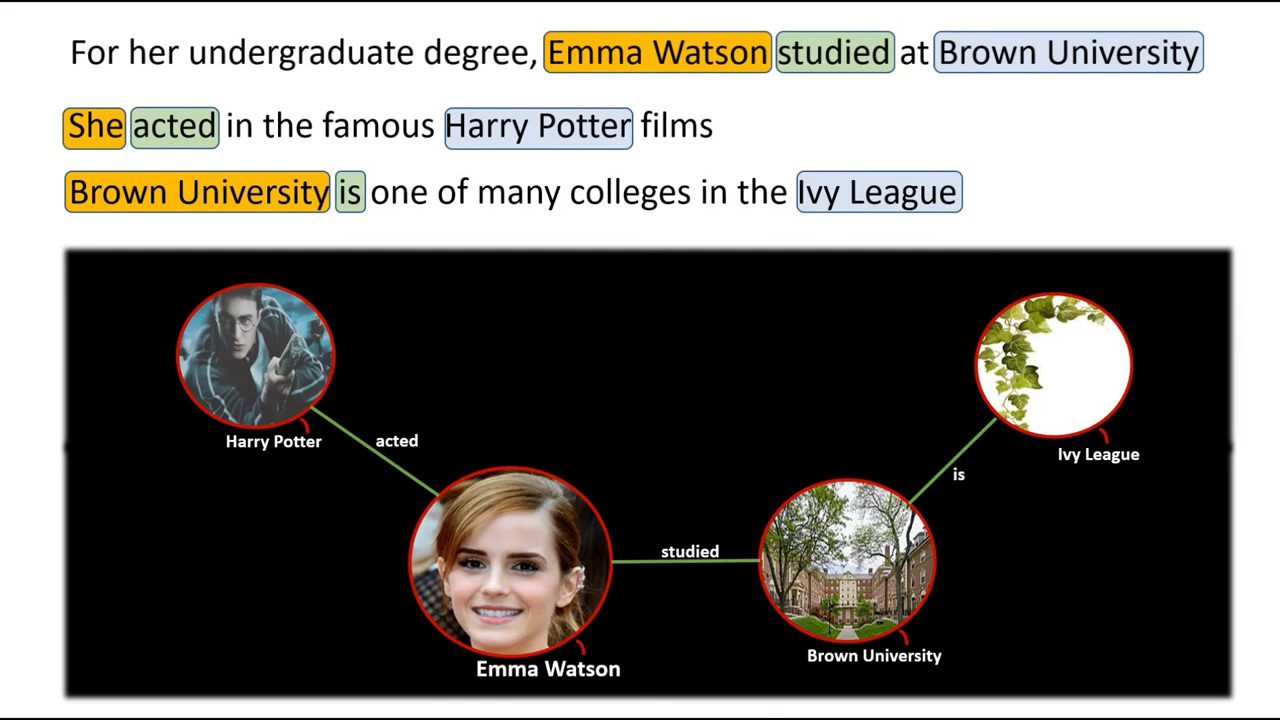 For her undergraduate degree, Emma Watson studied at Brown University
She acted in the famous Harry Potter films
Brown University is one of many colleges in the Ivy League
Harry Potter
acted
Ivy League
is
studied
Emma Watson
Brown University